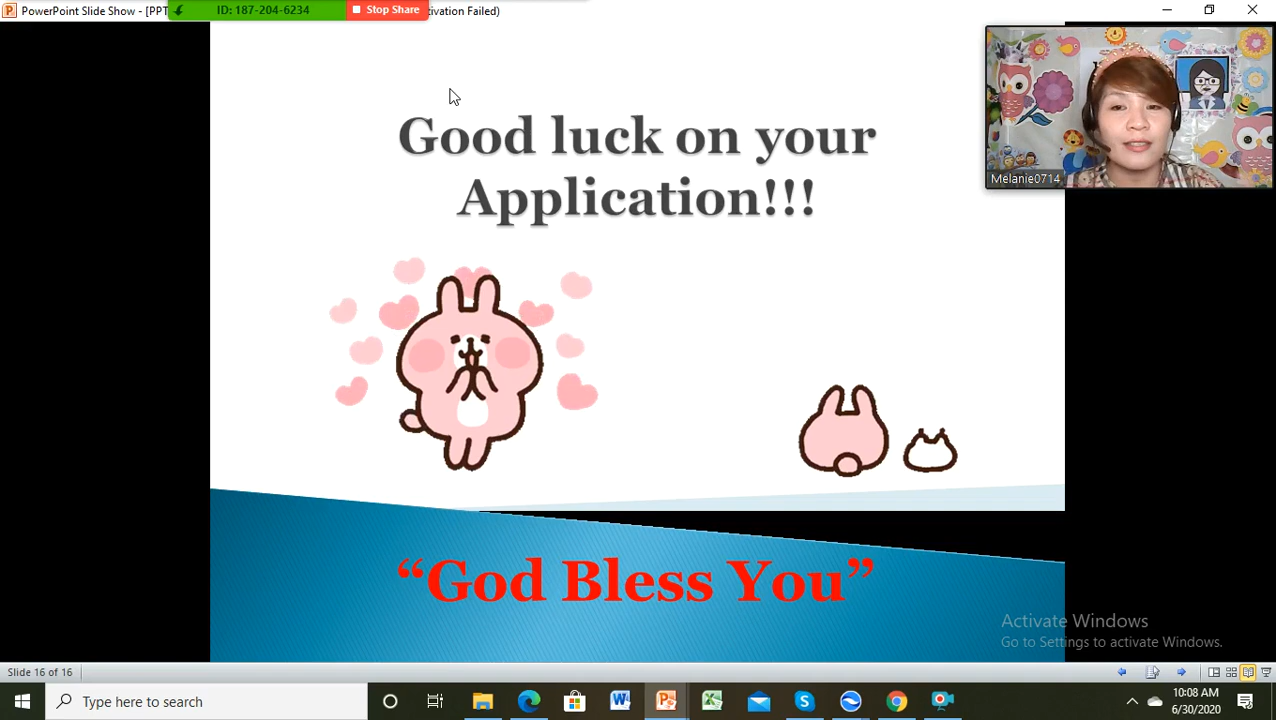 PowerPoint Slide Show - [PPT
ID: 187-204-6234
Stop Share
tivation Failed)
Melanie0714
Good luck on your
Application!!!
“God Bless You”
Activate Windows
Go to Settings to activate Windows.
Slide 16 of 16
Type here to search
10:08 AM
6/30/2020